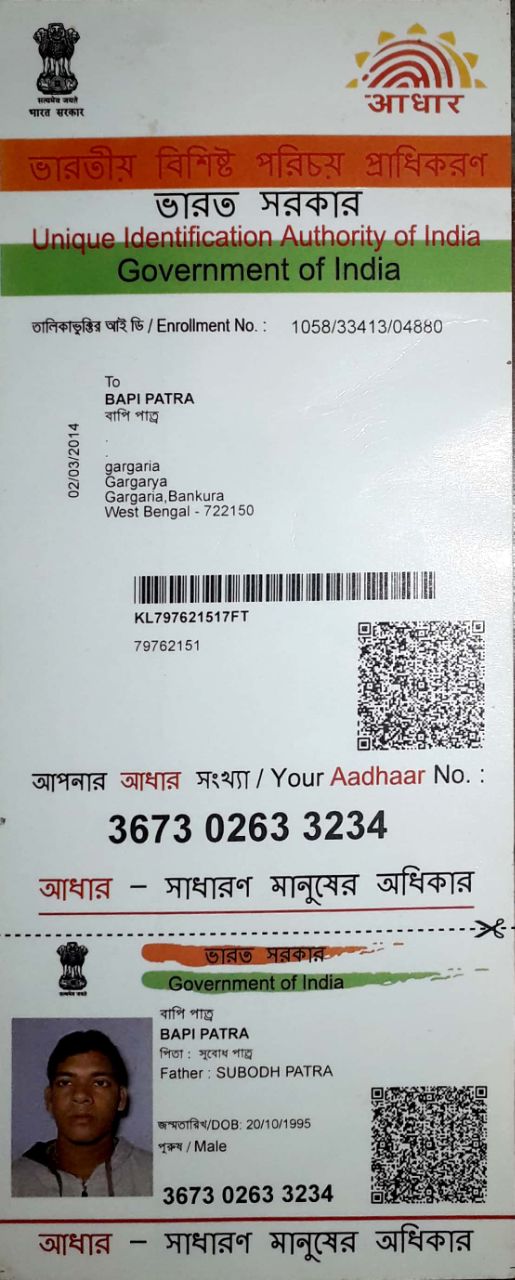 सत्यमेव जयते
भारत सरकार
आधार
ভারতীয় বিশিষ্ট পরিচয় প্রাধিকরণ
ভারত সরকার
Unique Identification Authority of India
Government of India
তালিকাভুক্তির আই ডি / Enrollment No. : 1058/33413/04880
To
BAPI PATRA
বাপি পাত্র
.
.
02/03/2014
gargaria
Gargarya
Gargaria,Bankura
West Bengal - 722150
KL797621517FT
79762151
আপনার আধার সংখ্যা / Your Aadhaar No. :
3673 0263 3234
আধার – সাধারণ মানুষের অধিকার
सत्यमेव जयते
ভারত সরকার
Government of India
বাপি পাত্র
BAPI PATRA
পিতা : সুবোধ পাত্র
Father : SUBODH PATRA
জন্মতারিখ/DOB: 20/10/1995
পুরুষ / Male
3673 0263 3234
আধার – সাধারণ মানুষের অধিকার